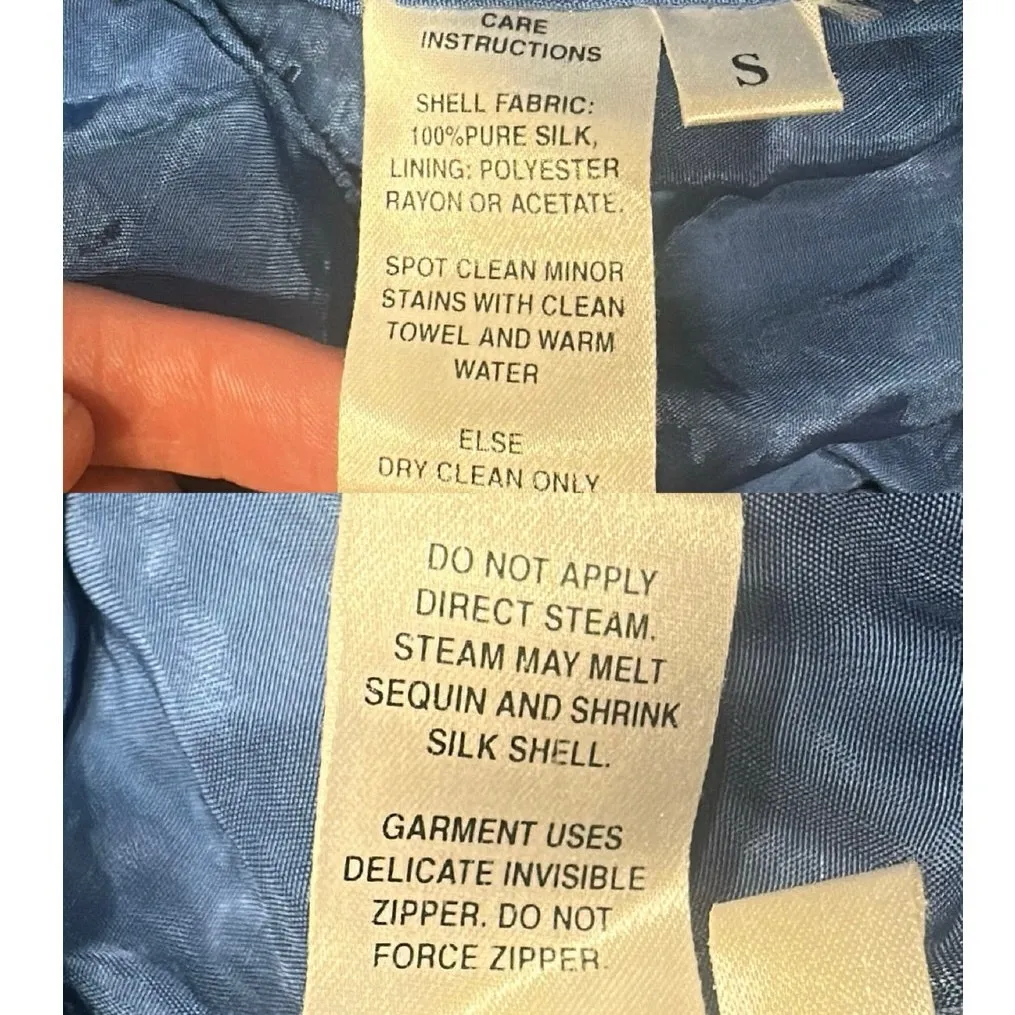 CARE
INSTRUCTIONS
S
SHELL FABRIC:
100%PURE SILK,
LINING: POLYESTER
RAYON OR ACETATE.
SPOT CLEAN MINOR
STAINS WITH CLEAN
TOWEL AND WARM
WATER
ELSE
DRY CLEAN ONLY
DO NOT APPLY
DIRECT STEAM.
STEAM MAY MELT
SEQUIN AND SHRINK
SILK SHELL.
GARMENT USES
DELICATE INVISIBLE
ZIPPER. DO NOT
FORCE ZIPPER.